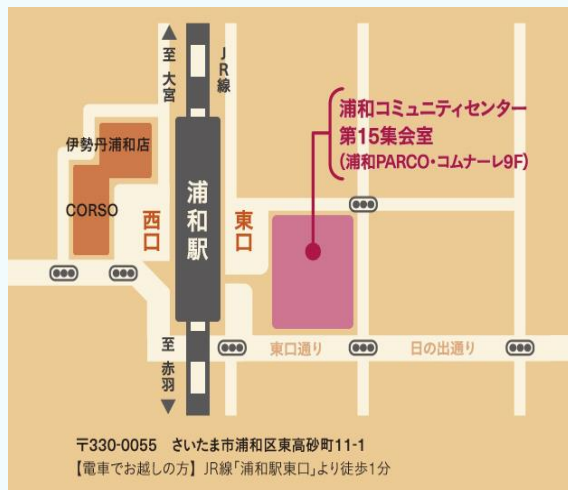 至 大宮
JR線
浦和コミュニティセンター
第15集会室
(浦和PARCO・コムナーレ9F)
伊勢丹浦和店
CORSO
西口
浦和駅
東口
至 赤羽
東口通り
日の出通り
〒330-0055 さいたま市浦和区東高砂町11-1
【電車でお越しの方】JR線「浦和駅東口」より徒歩1分